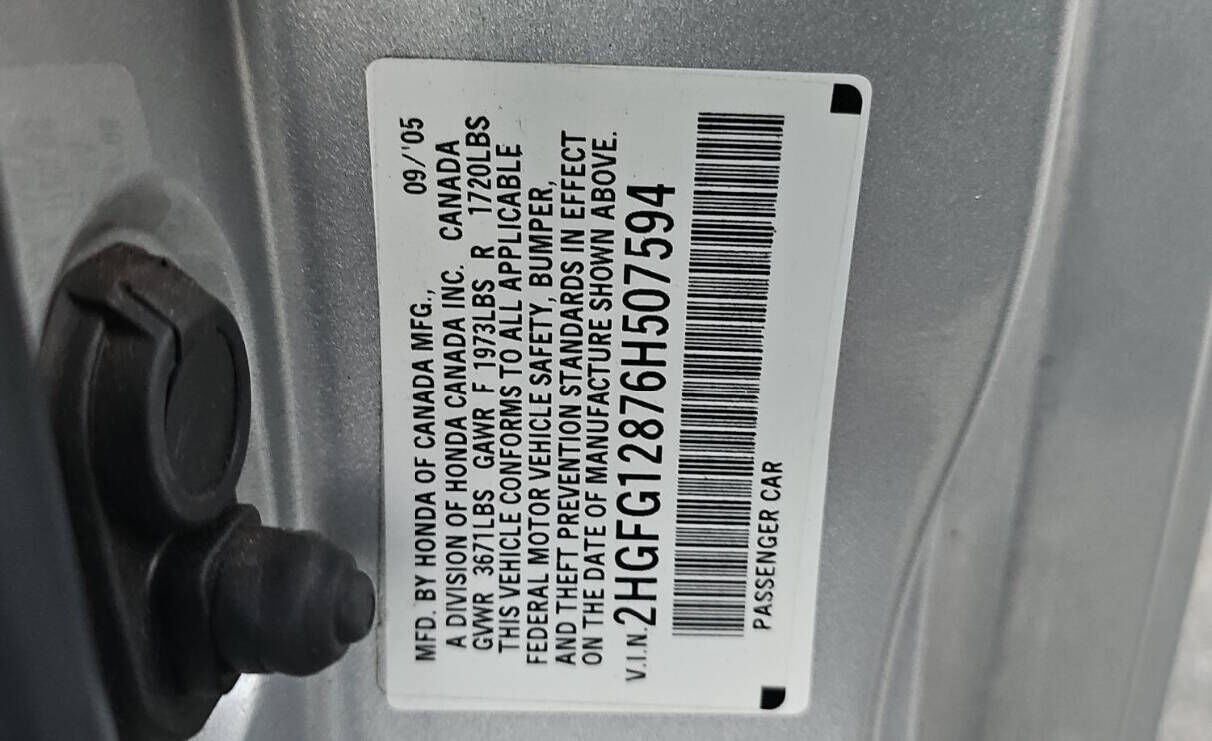 MFD. BY HONDA OF CANADA MFG., 09/'05
A DIVISION OF HONDA CANADA INC. CANADA
GVWR 3671LBS GAWR F 1973LBS R 1720LBS
THIS VEHICLE CONFORMS TO ALL APPLICABLE
FEDERAL MOTOR VEHICLE SAFETY, BUMPER,
AND THEFT PREVENTION STANDARDS IN EFFECT
ON THE DATE OF MANUFACTURE SHOWN ABOVE.
V.I.N. 2HGFG12876H507594
PASSENGER CAR